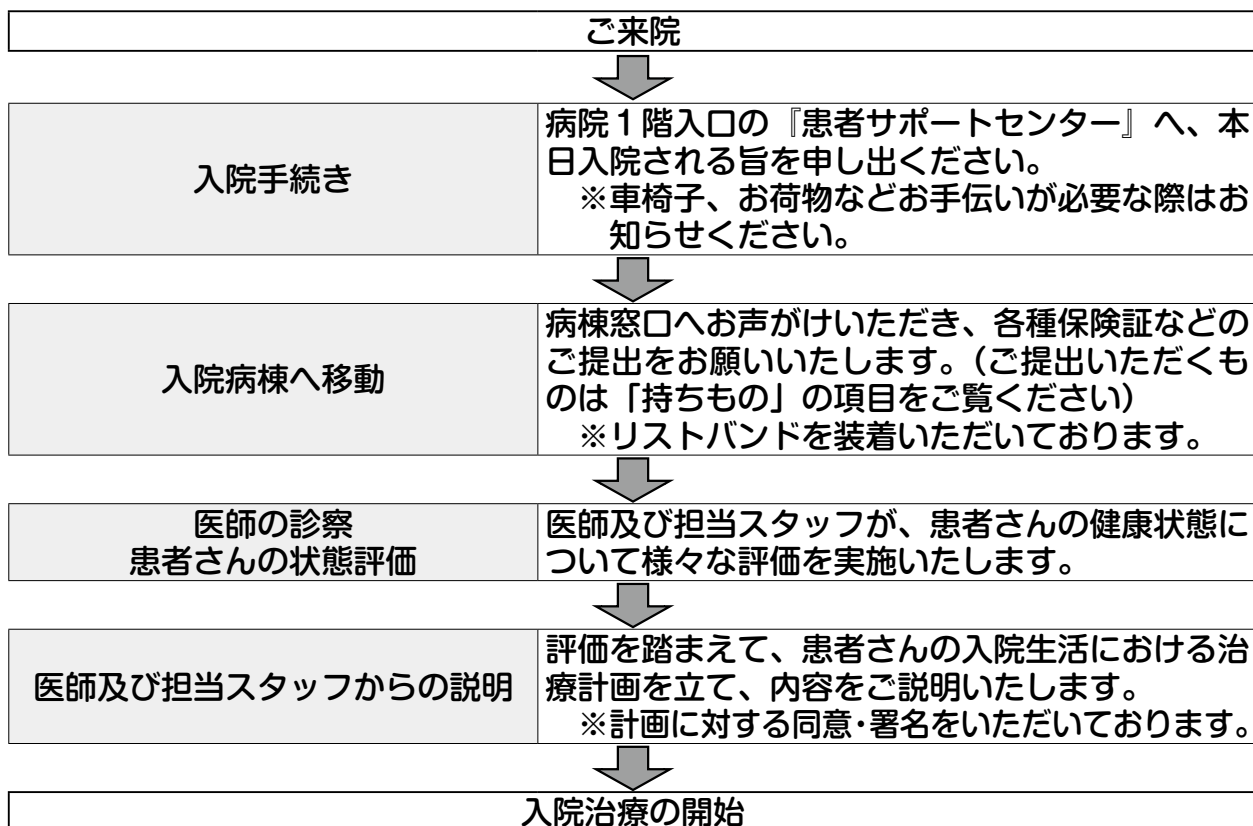 ご来院
入院手続き
病院1階入口の『患者サポートセンター』へ、本
日入院される旨を申し出ください。
※車椅子、お荷物などお手伝いが必要な際はお
知らせください。
入院病棟へ移動
病棟窓口へお声がけいただき、各種保険証などの
ご提出をお願いいたします。（ご提出いただくも
のは「持ちもの」の項目をご覧ください）
※リストバンドを装着いただいております。
医師の診察
患者さんの状態評価
医師及び担当スタッフが、患者さんの健康状態に
ついて様々な評価を実施いたします。
医師及び担当スタッフからの説明
評価を踏まえて、患者さんの入院生活における治
療計画を立て、内容をご説明いたします。
※計画に対する同意・署名をいただいております。
入院治療の開始